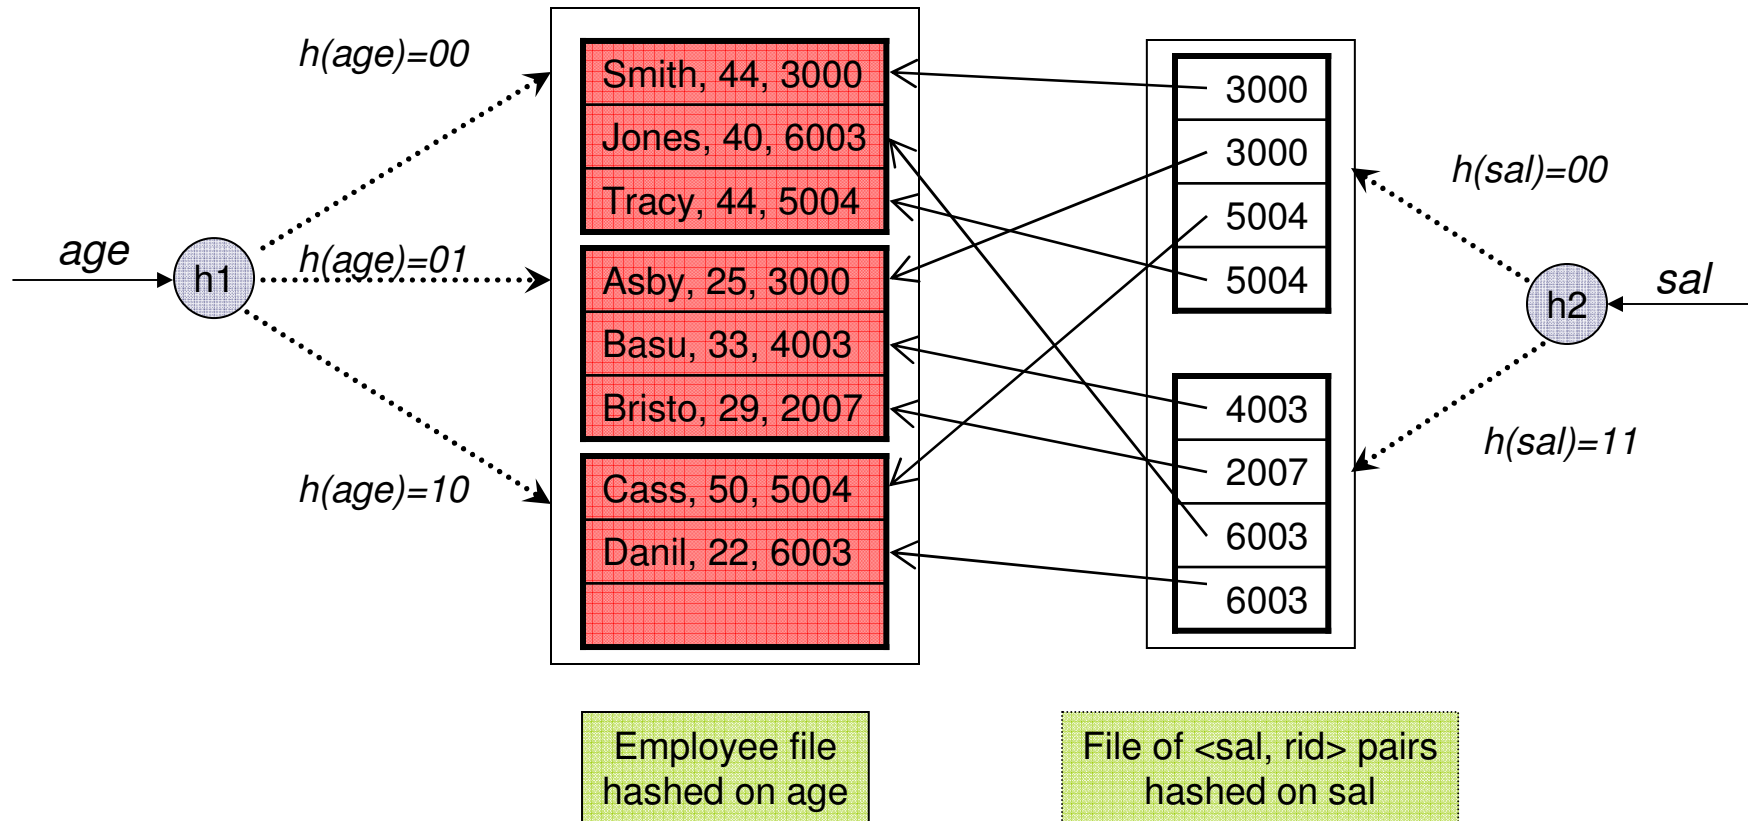 h(age)=00
h(age)=01
h(age)=10
age
h1
Smith, 44, 3000
Jones, 40, 6003
Tracy, 44, 5004
Asby, 25, 3000
Basu, 33, 4003
Bristo, 29, 2007
Cass, 50, 5004
Danil, 22, 6003
3000
3000
5004
5004
4003
2007
6003
6003
h(sal)=00
h(sal)=11
h2
sal
Employee file
hashed on age
File of <sal, rid> pairs
hashed on sal